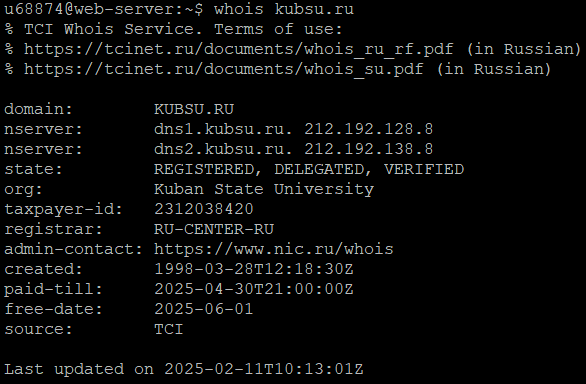 u68874@web-server:~$ whois kubsu.ru
% TCI Whois Service. Terms of use:
% https://tcinet.ru/documents/whois_ru_rf.pdf (in Russian)
% https://tcinet.ru/documents/whois_su.pdf (in Russian)

domain:        KUBSU.RU
nserver:       dns1.kubsu.ru. 212.192.128.8
nserver:       dns2.kubsu.ru. 212.192.138.8
state:         REGISTERED, DELEGATED, VERIFIED
org:           Kuban State University
taxpayer-id:   2312038420
registrar:     RU-CENTER-RU
admin-contact: https://www.nic.ru/whois
created:       1998-03-28T12:18:30Z
paid-till:     2025-04-30T21:00:00Z
free-date:     2025-06-01
source:        TCI

Last updated on 2025-02-11T10:13:01Z